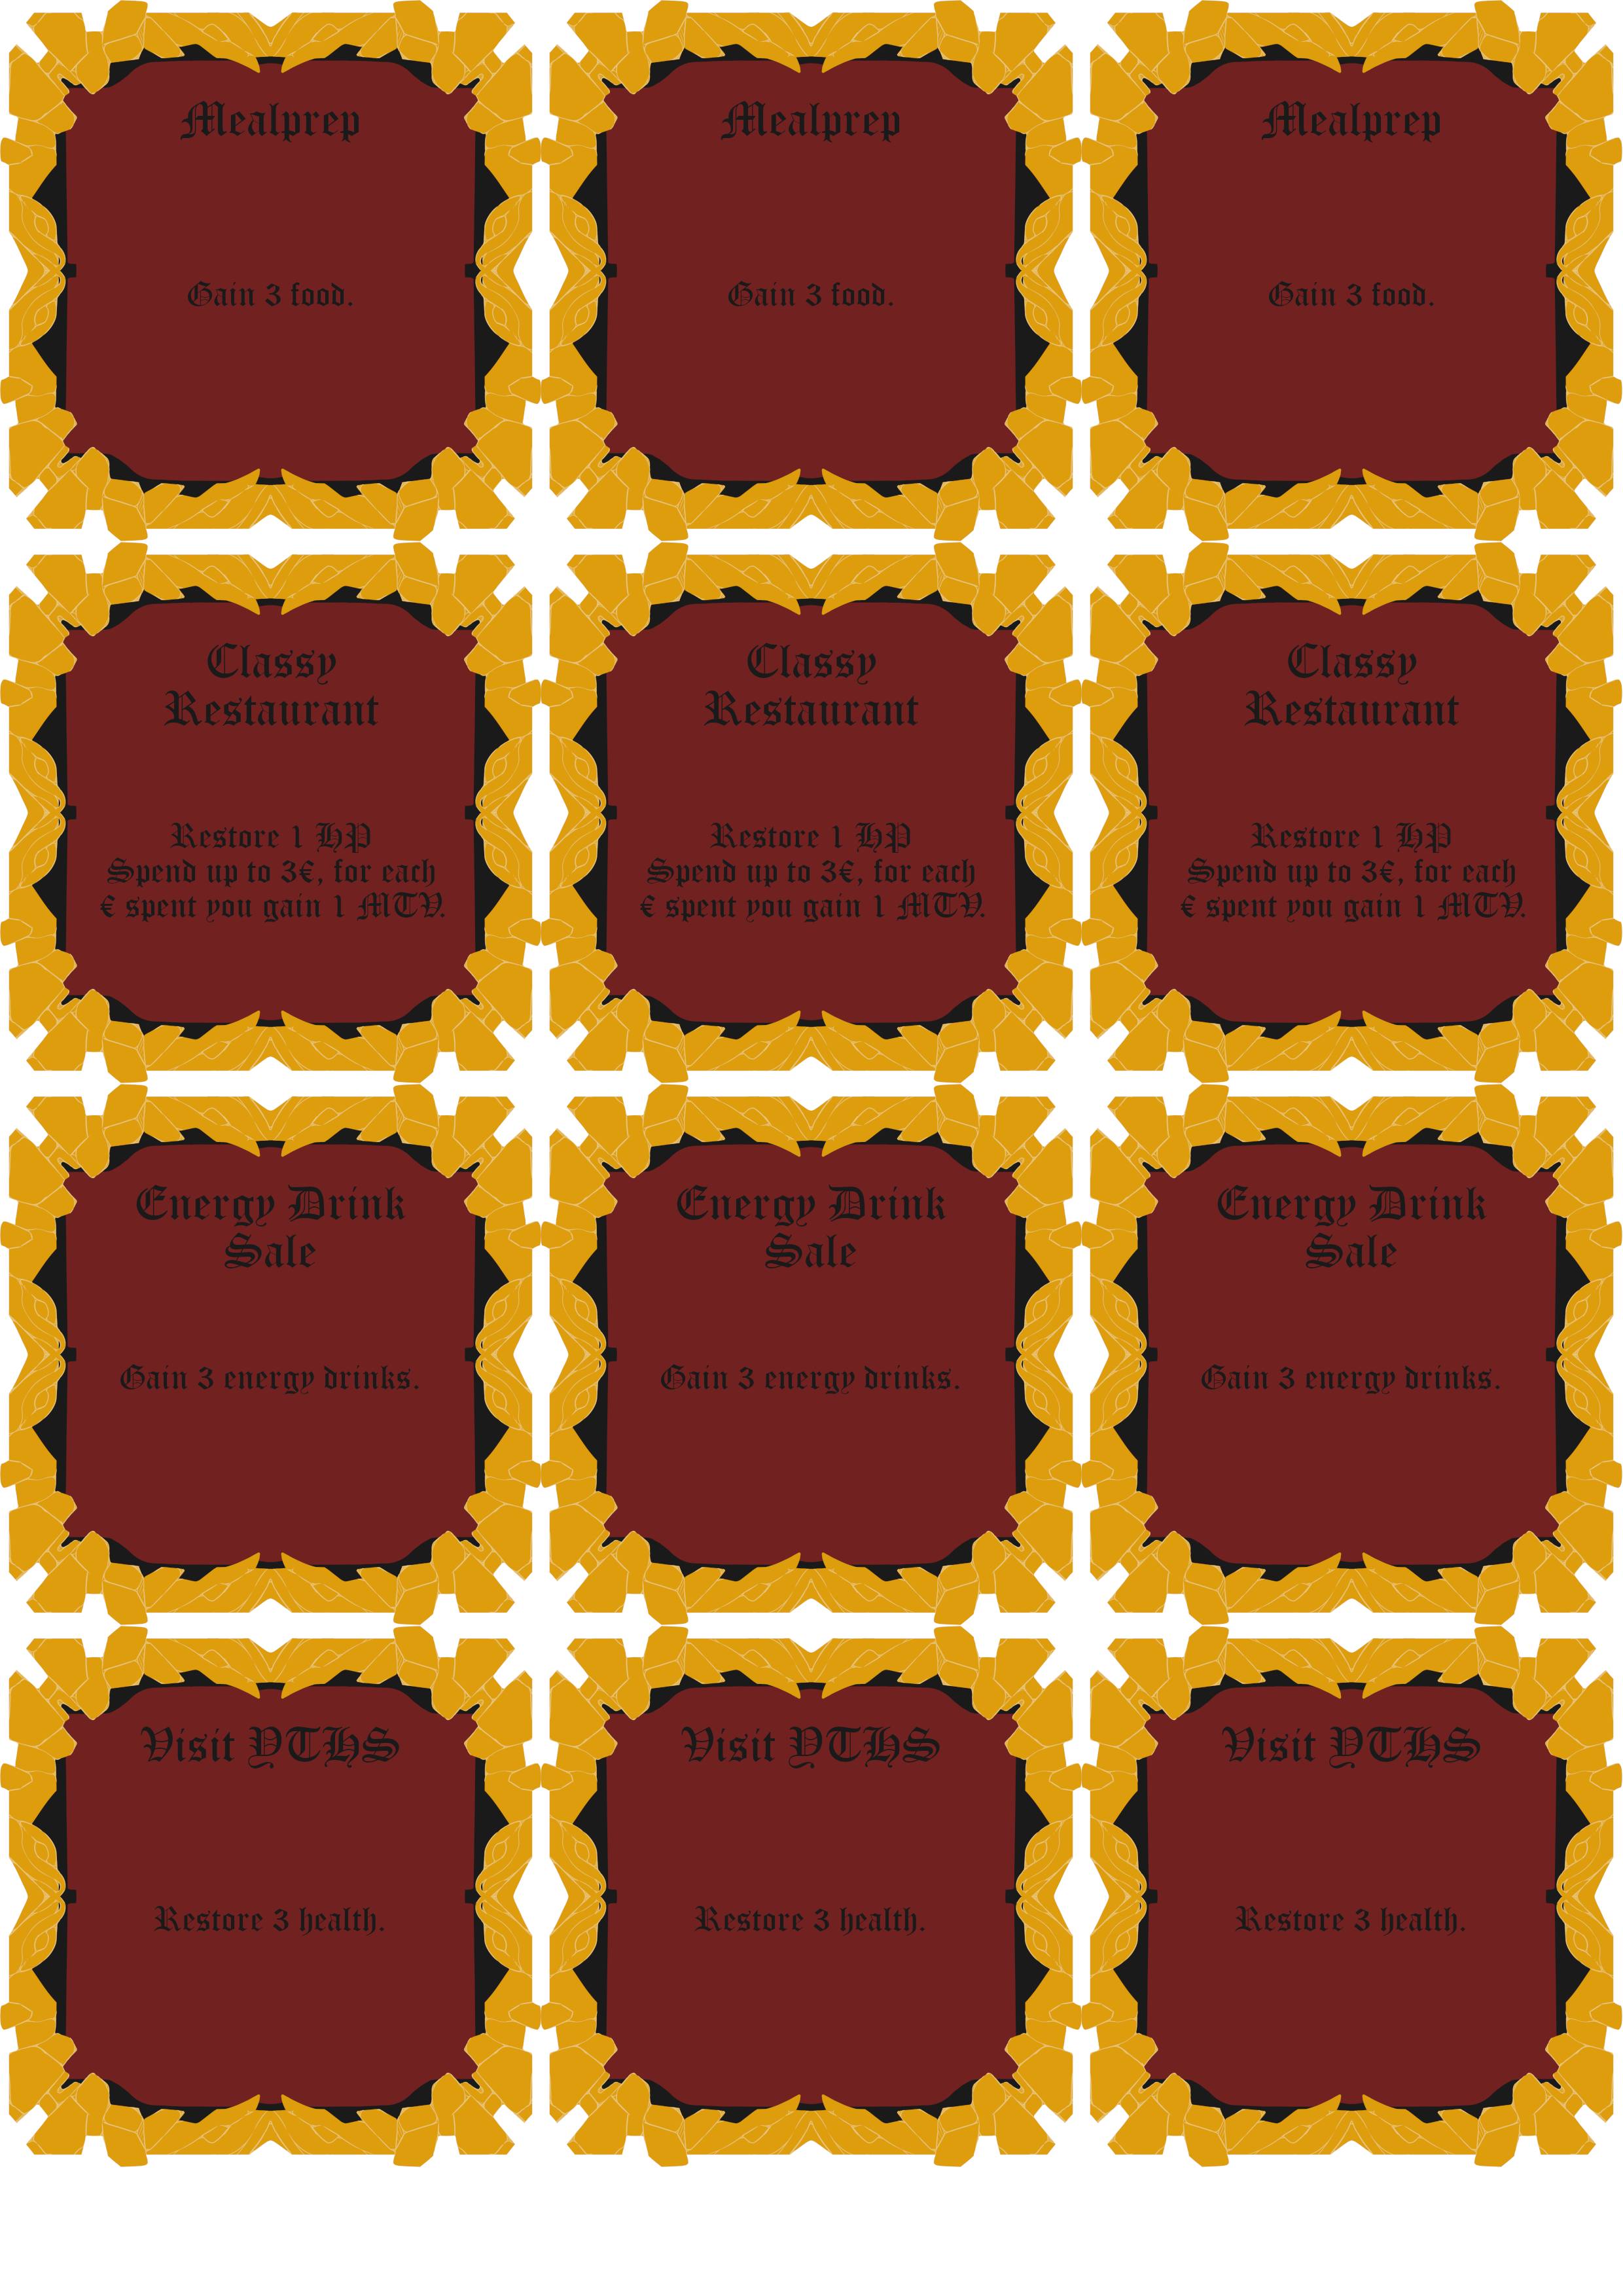 Mealprep
Gain 3 food.
Mealprep
Gain 3 food.
Mealprep
Gain 3 food.
Classy
Restaurant
Restore 1 HP
Spend up to 3€, for each
€ spent you gain 1 MTV.
Classy
Restaurant
Restore 1 HP
Spend up to 3€, for each
€ spent you gain 1 MTV.
Classy
Restaurant
Restore 1 HP
Spend up to 3€, for each
€ spent you gain 1 MTV.
Energy Drink
Sale
Gain 3 energy drinks.
Energy Drink
Sale
Gain 3 energy drinks.
Energy Drink
Sale
Gain 3 energy drinks.
Visit YTHS
Restore 3 health.
Visit YTHS
Restore 3 health.
Visit YTHS
Restore 3 health.